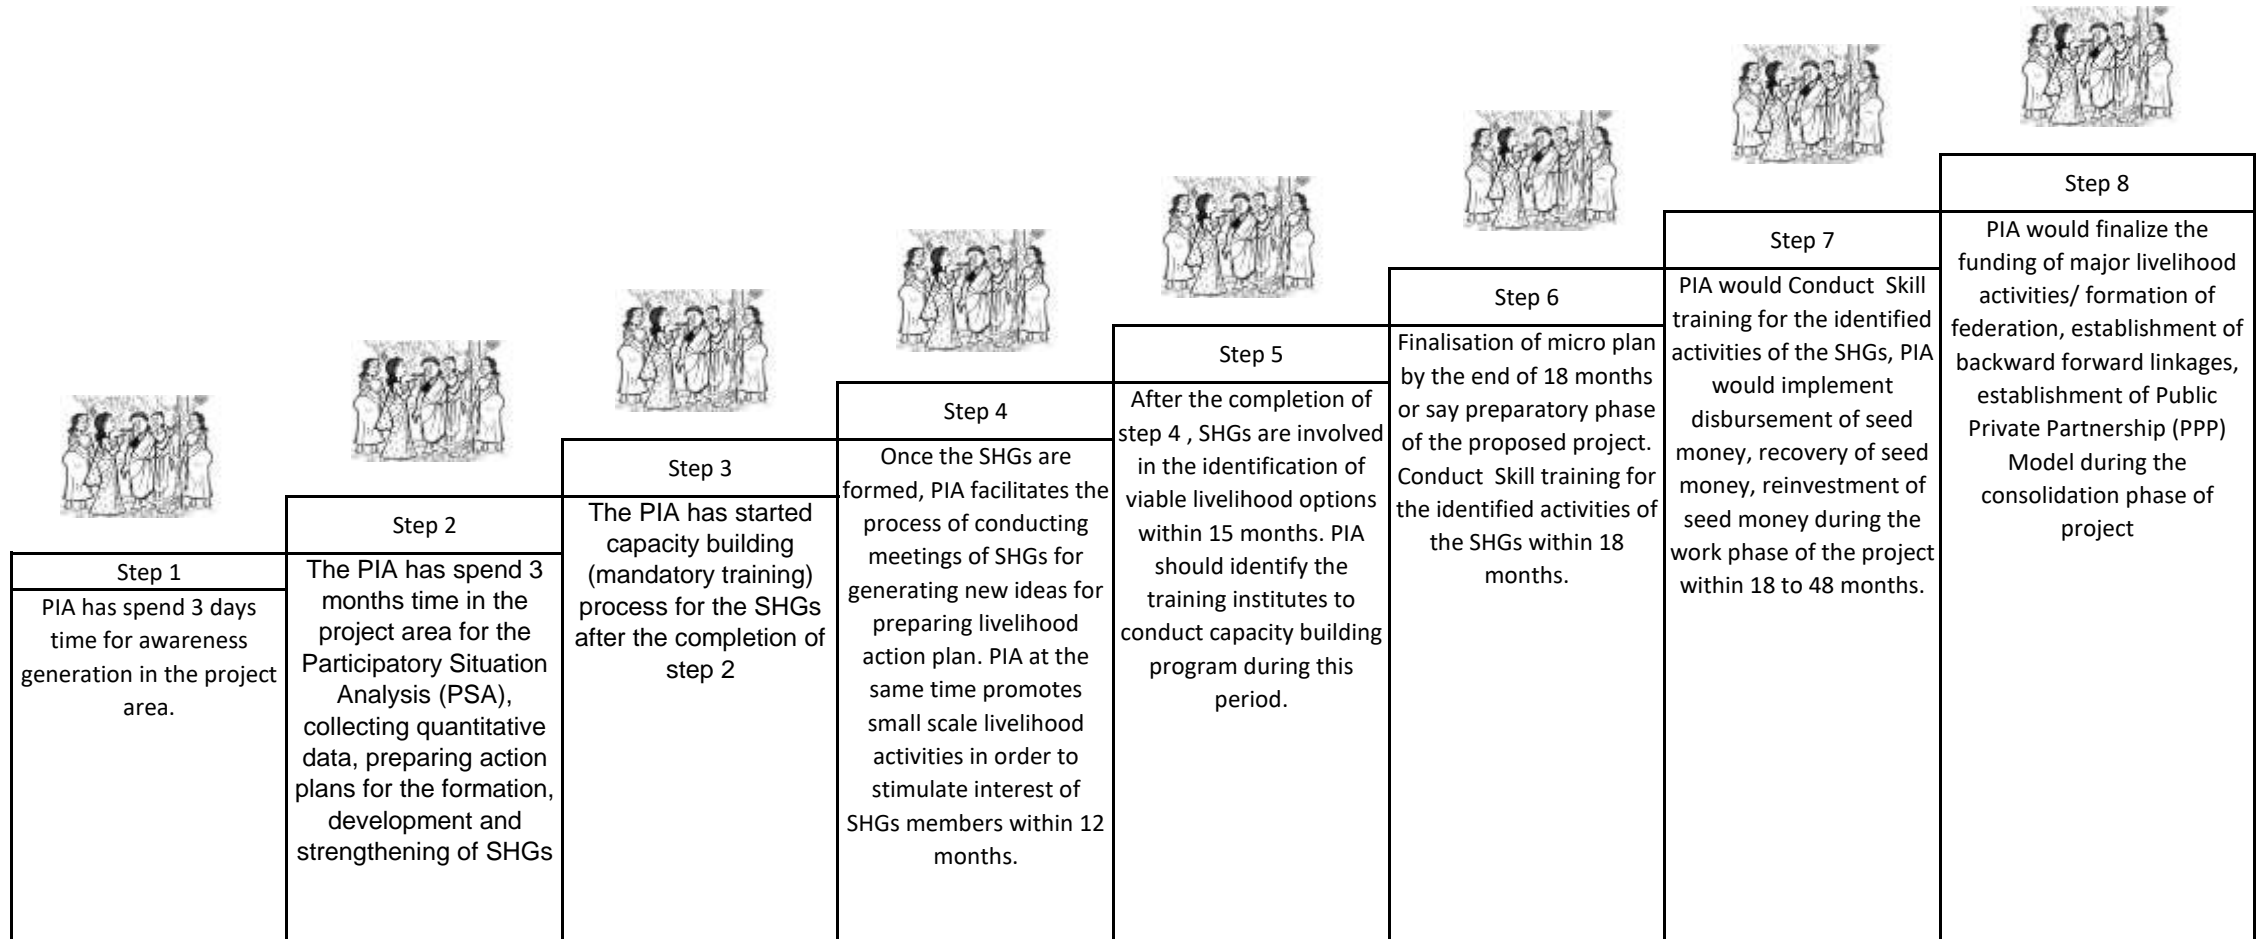 Step 1
PIA has spend 3 days
time for awareness
generation in the project
area.
Step 2
The PIA has spend 3
months time in the
project area for the
Participatory Situation
Analysis (PSA),
collecting quantitative
data, preparing action
plans for the formation,
development and
strengthening of SHGs
Step 3
The PIA has started
capacity building
(mandatory training)
process for the SHGs
after the completion of
step 2
Step 4
Once the SHGs are
formed, PIA facilitates the
process of conducting
meetings of SHGs for
generating new ideas for
preparing livelihood
action plan. PIA at the
same time promotes
small scale livelihood
activities in order to
stimulate interest of
SHGs members within 12
months.
Step 5
After the completion of
step 4 , SHGs are involved
in the identification of
viable livelihood options
within 15 months. PIA
should identify the
training institutes to
conduct capacity building
program during this
period.
Step 6
Finalisation of micro plan
by the end of 18 months
or say preparatory phase
of the proposed project.
Conduct  Skill training for
the identified activities of
the SHGs within 18
months.
Step 7
PIA would Conduct  Skill
training for the identified
activities of the SHGs, PIA
would implement
disbursement of seed
money, recovery of seed
money, reinvestment of
seed money during the
work phase of the project
within 18 to 48 months.
Step 8
PIA would finalize the
funding of major livelihood
activities/ formation of
federation, establishment of
backward forward linkages,
establishment of Public
Private Partnership (PPP)
Model during the
consolidation phase of
project